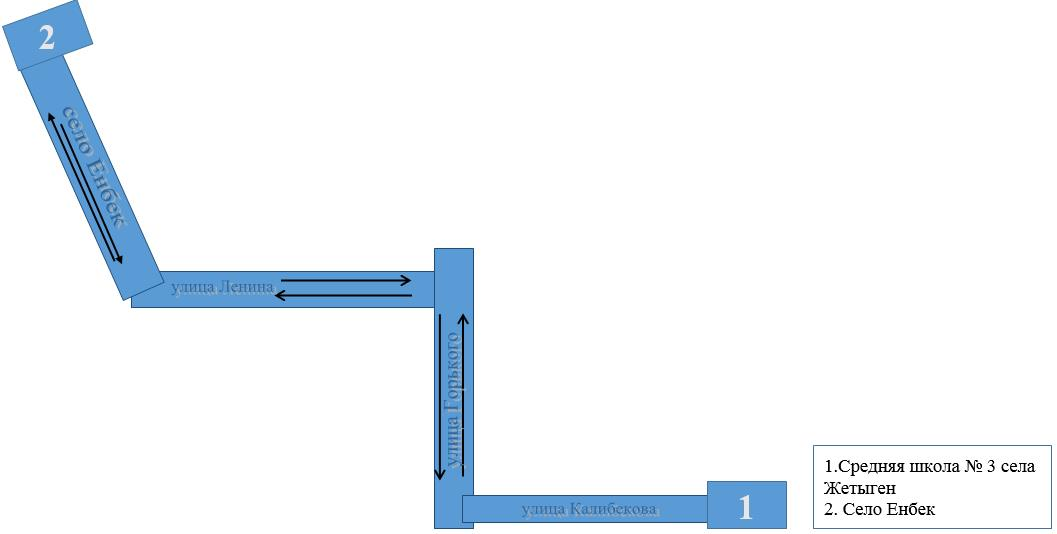 2
село Енбек
улица Ленина
улица Горького
улица Калибекова
1
1.Средняя школа № 3 села
Жетыген
2. Село Енбек